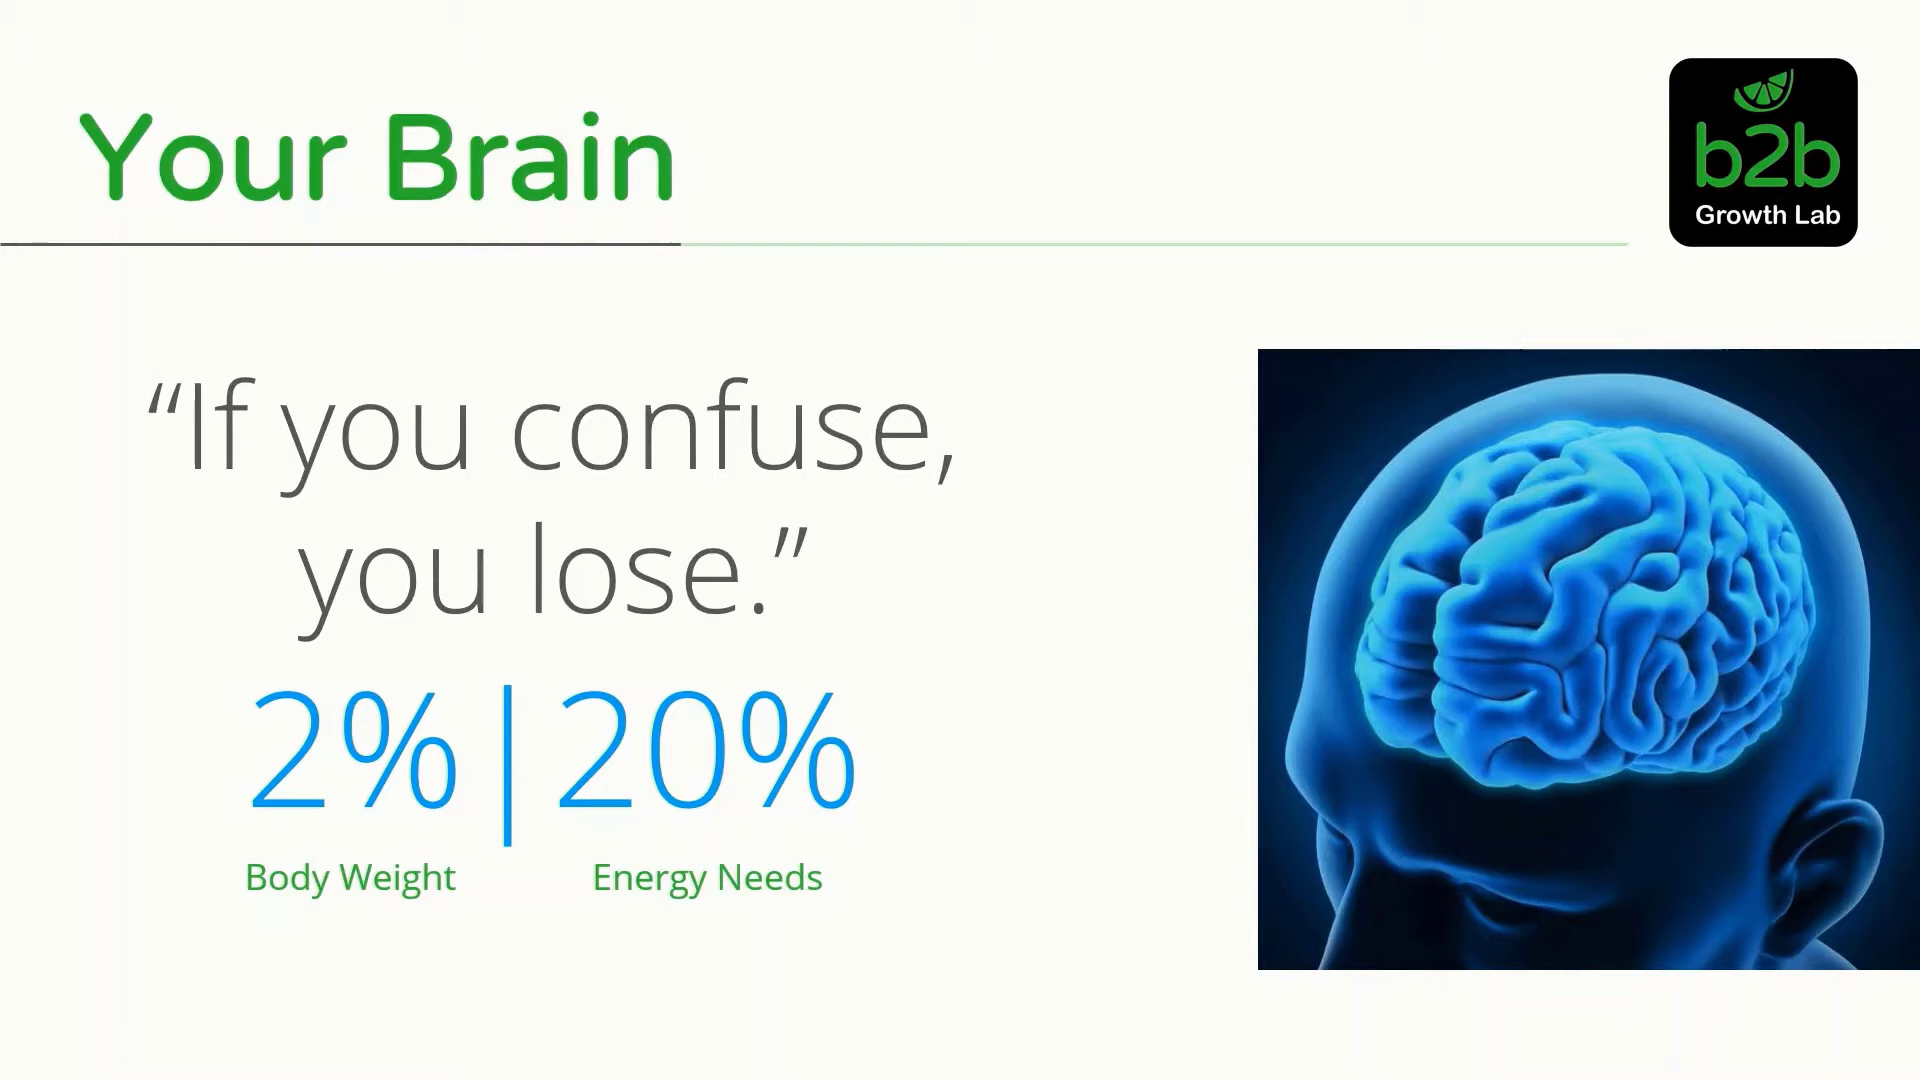 Your Brain
b2b
Growth Lab
“If you confuse,
you lose.”
2%|20%
Body Weight Energy Needs